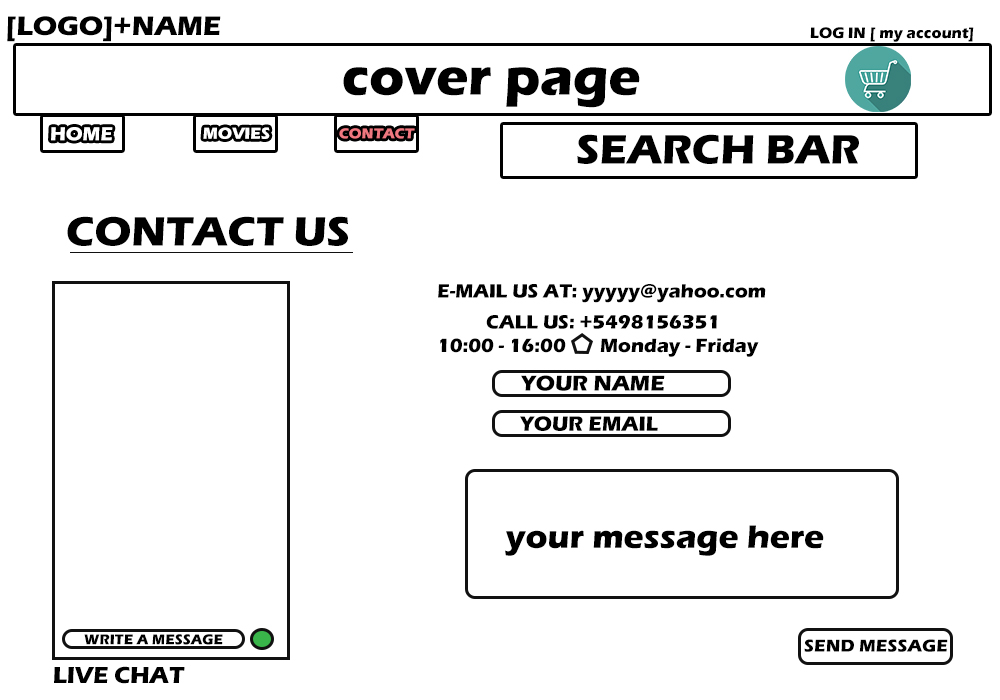 [LOGO]+NAME
LOG IN [ my account]
cover page
HOME
MOVIES
CONTACT
SEARCH BAR
CONTACT US
E-MAIL US AT: yyyyy@yahoo.com
CALL US: +5498156351
10:00 - 16:00 Monday - Friday
YOUR NAME
YOUR EMAIL
your message here
WRITE A MESSAGE
SEND MESSAGE
LIVE CHAT